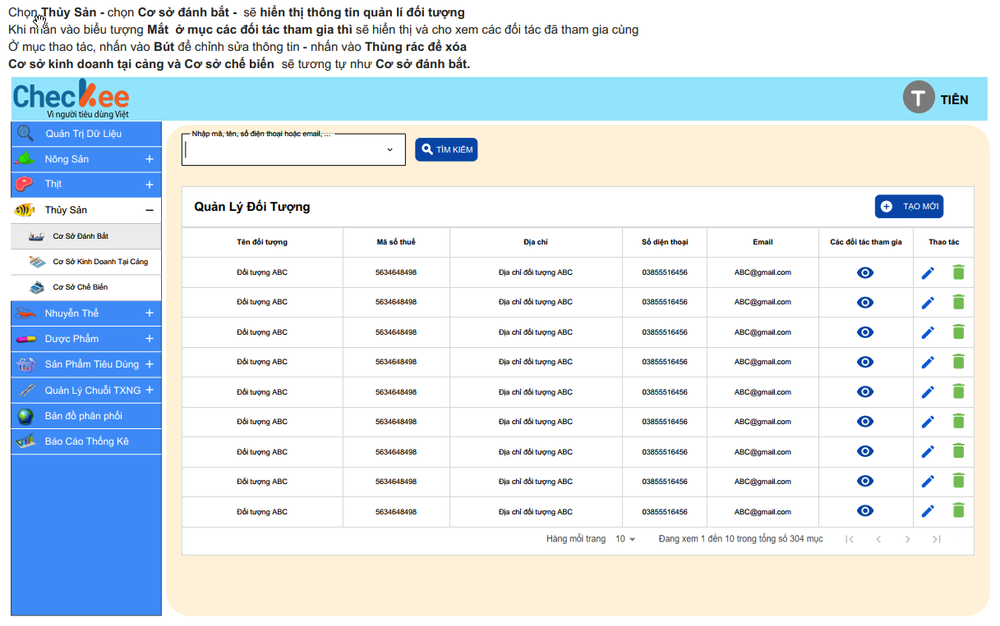 Chọn Thủy Sản - chọn Cơ sở đánh bắt - sẽ hiển thị thông tin quản lí đối tượng
Khi nhấn vào biểu tượng Mắt ở mục các đối tác tham gia thì sẽ hiển thị và cho xem các đối tác đã tham gia cùng
Ở mục thao tác, nhấn vào Bút để chỉnh sửa thông tin - nhấn vào Thùng rác để xóa
Cơ sở kinh doanh tại cảng và Cơ sở chế biến sẽ tương tự như Cơ sở đánh bắt.
Checkee
Vì người tiêu dùng Việt
T TIÊN
Quản Trị Dữ Liệu
Nông Sản +
Thịt +
Thủy Sản −
Cơ Sở Đánh Bắt
Cơ Sở Kinh Doanh Tại Cảng
Cơ Sở Chế Biến
Nhuyễn Thể +
Dược Phẩm +
Sản Phẩm Tiêu Dùng +
Quản Lý Chuỗi TXNG +
Bản đồ phân phối
Báo Cáo Thống Kê
Nhập mã, tên, số điện thoại hoặc email, ...
TÌM KIẾM
Quản Lý Đối Tượng
TẠO MỚI
Tên đối tượng Mã số thuế Địa chỉ Số diện thoại Email Các đối tác tham gia Thao tác
Đối tượng ABC 5634648498 Địa chỉ đối tượng ABC 03855516456 ABC@gmail.com
Đối tượng ABC 5634648498 Địa chỉ đối tượng ABC 03855516456 ABC@gmail.com
Đối tượng ABC 5634648498 Địa chỉ đối tượng ABC 03855516456 ABC@gmail.com
Đối tượng ABC 5634648498 Địa chỉ đối tượng ABC 03855516456 ABC@gmail.com
Đối tượng ABC 5634648498 Địa chỉ đối tượng ABC 03855516456 ABC@gmail.com
Đối tượng ABC 5634648498 Địa chỉ đối tượng ABC 03855516456 ABC@gmail.com
Đối tượng ABC 5634648498 Địa chỉ đối tượng ABC 03855516456 ABC@gmail.com
Đối tượng ABC 5634648498 Địa chỉ đối tượng ABC 03855516456 ABC@gmail.com
Đối tượng ABC 5634648498 Địa chỉ đối tượng ABC 03855516456 ABC@gmail.com
Hàng mỗi trang 10 Đang xem 1 đến 10 trong tổng số 304 mục